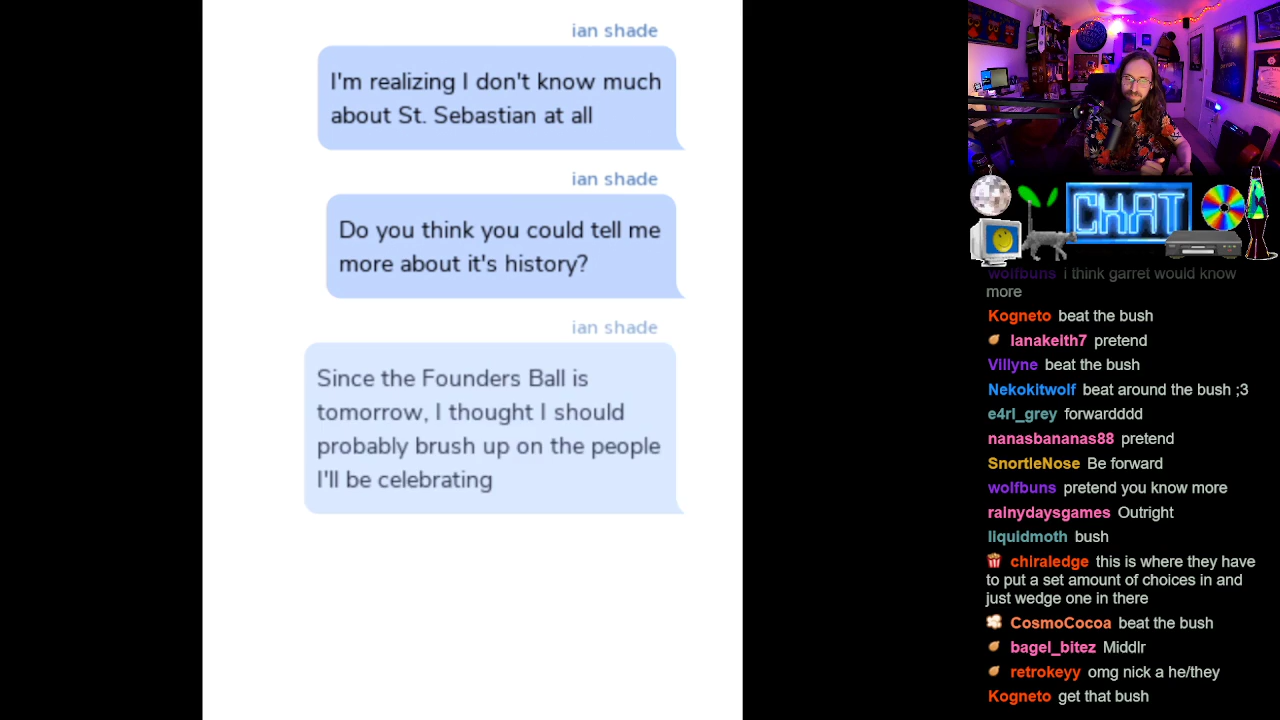 ian shade
I'm realizing I don't know much
about St. Sebastian at all
ian shade
Do you think you could tell me
more about it's history?
ian shade
Since the Founders Ball is
tomorrow, I thought I should
probably brush up on the people
I'll be celebrating
CHAT
wolfbuns i think garret would know
more
Kogneto beat the bush
lanakeith7 pretend
Villyne beat the bush
Nekokitwolf beat around the bush ;3
e4rl_grey forwardddd
nanasbananas88 pretend
SnortleNose Be forward
wolfbuns pretend you know more
rainydaysgames Outright
liquidmoth bush
chiraledge this is where they have
to put a set amount of choices in and
just wedge one in there
CosmoCocoa beat the bush
bagel_bitez Middlr
retrokeyy omg nick a he/they
Kogneto get that bush